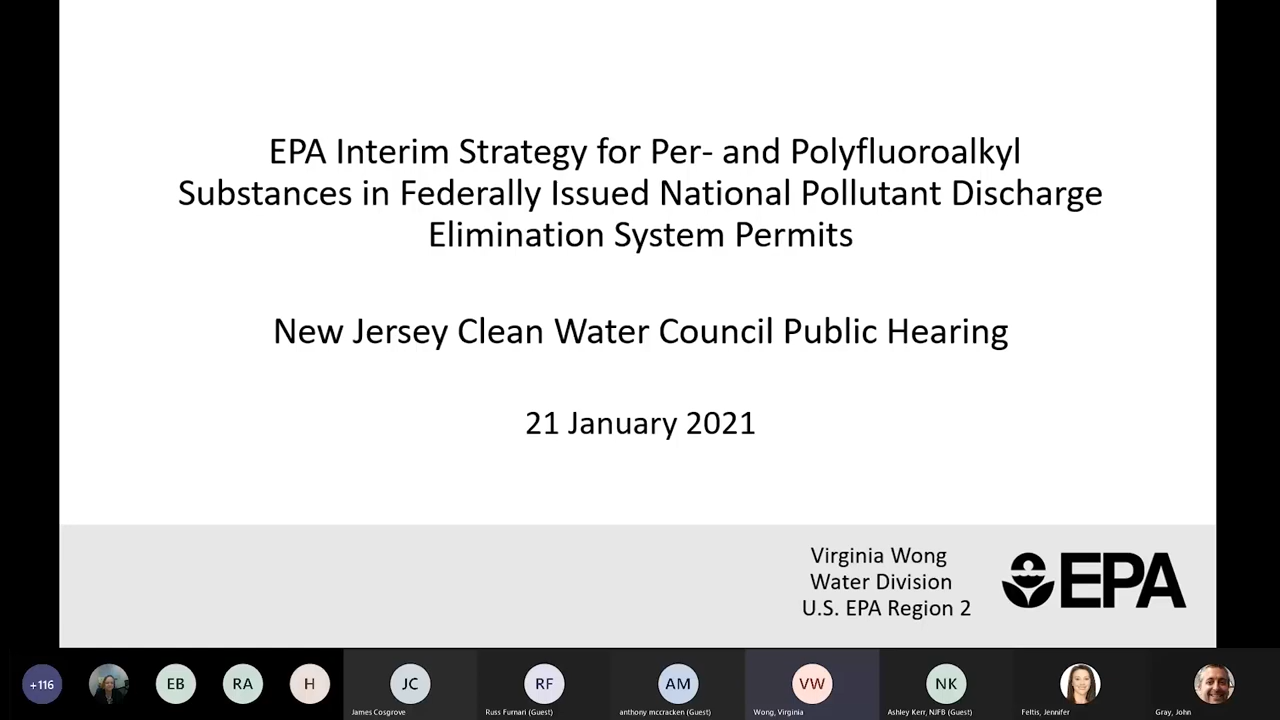 EPA Interim Strategy for Per- and Polyfluoroalkyl
Substances in Federally Issued National Pollutant Discharge
Elimination System Permits
New Jersey Clean Water Council Public Hearing
21 January 2021
Virginia Wong
Water Division
U.S. EPA Region 2
EPA
+116
EB
RA
H
JC
RF
AM
VW
NK
James Cosgrove
Russ Furnari (Guest)
anthony mccracken (Guest)
Wong, Virginia
Ashley Kerr, NJFB (Guest)
Feltis, Jennifer
Gray, John